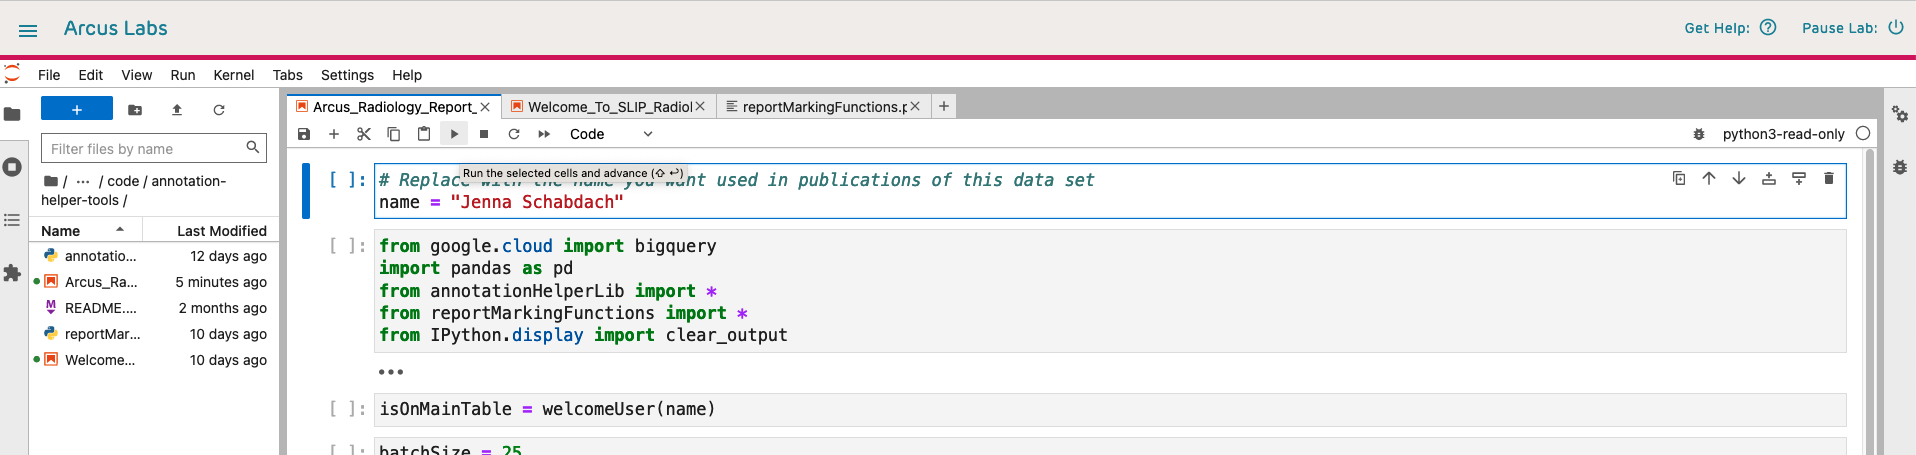 Arcus Labs
Get Help:
Pause Lab:
File Edit View Run Kernel Tabs Settings Help
Arcus_Radiology_Report_
Welcome_To_SLIP_Radiol
reportMarkingFunctions.p
Code
python3-read-only
Filter files by name
/ ··· / code / annotation-
helper-tools /
Name Last Modified
annotatio... 12 days ago
Arcus_Ra... 5 minutes ago
README.... 2 months ago
reportMar... 10 days ago
Welcome... 10 days ago
Run the selected cells and advance (⇧ ⏎)
[ ]: # Replace with the name you want used in publications of this data set
name = "Jenna Schabdach"
[ ]: from google.cloud import bigquery
import pandas as pd
from annotationHelperLib import *
from reportMarkingFunctions import *
from IPython.display import clear_output
[ ]: isOnMainTable = welcomeUser(name)
[ ]: batchSize = 25